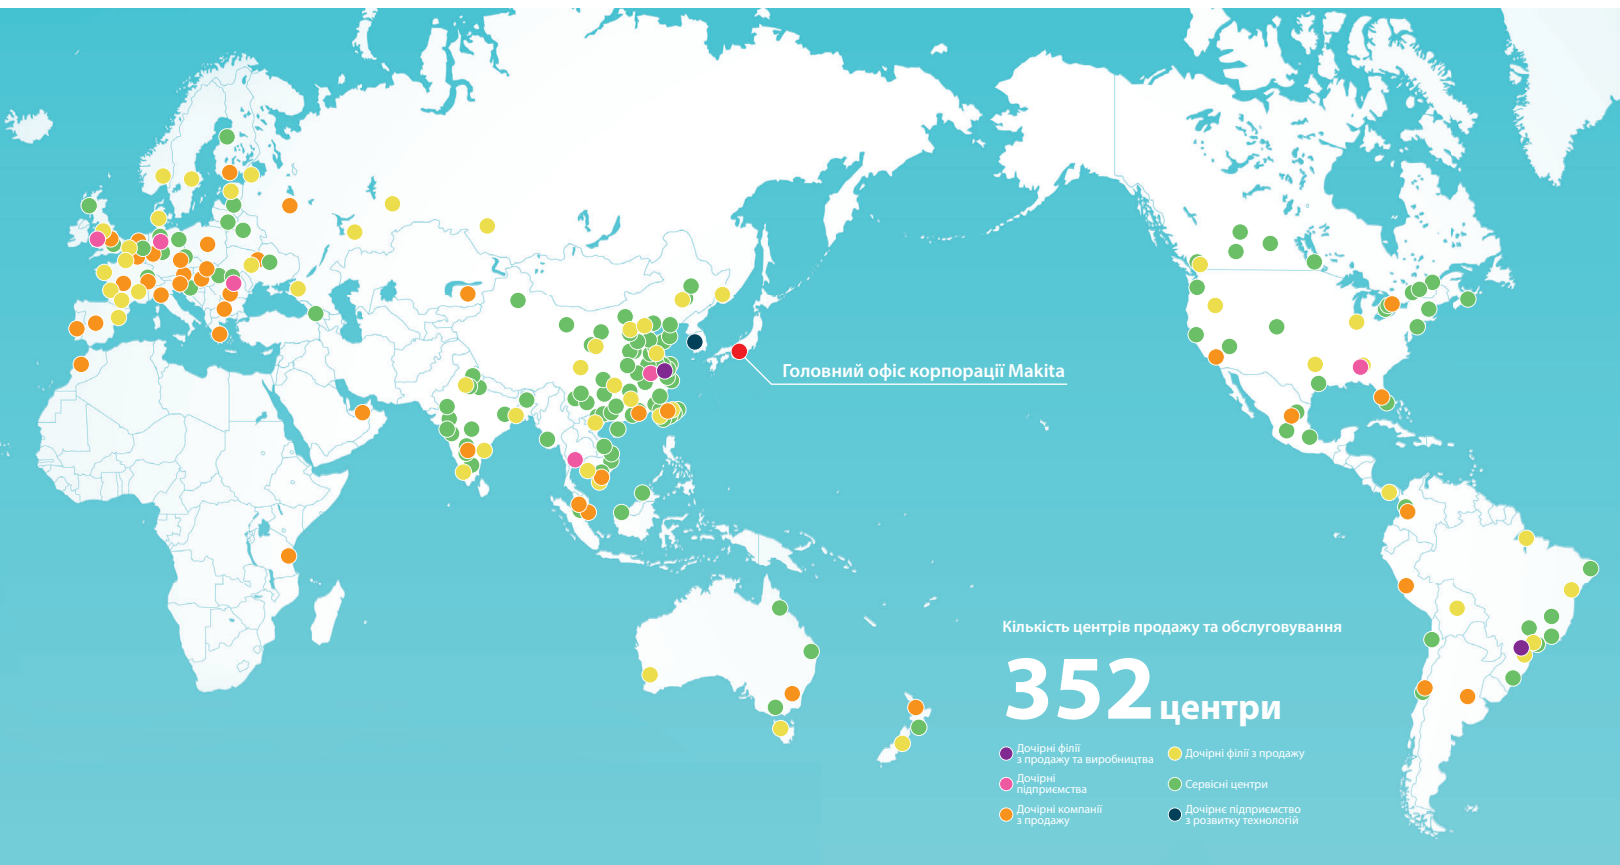 Головний офіс корпорації Makita
Кількість центрів продажу та обслуговування
352 центри
Дочірні філії
з продажу та виробництва
Дочірні
підприємства
Дочірні компанії
з продажу
Дочірні філії з продажу
Сервісні центри
Дочірнє підприємство
з розвитку технологій